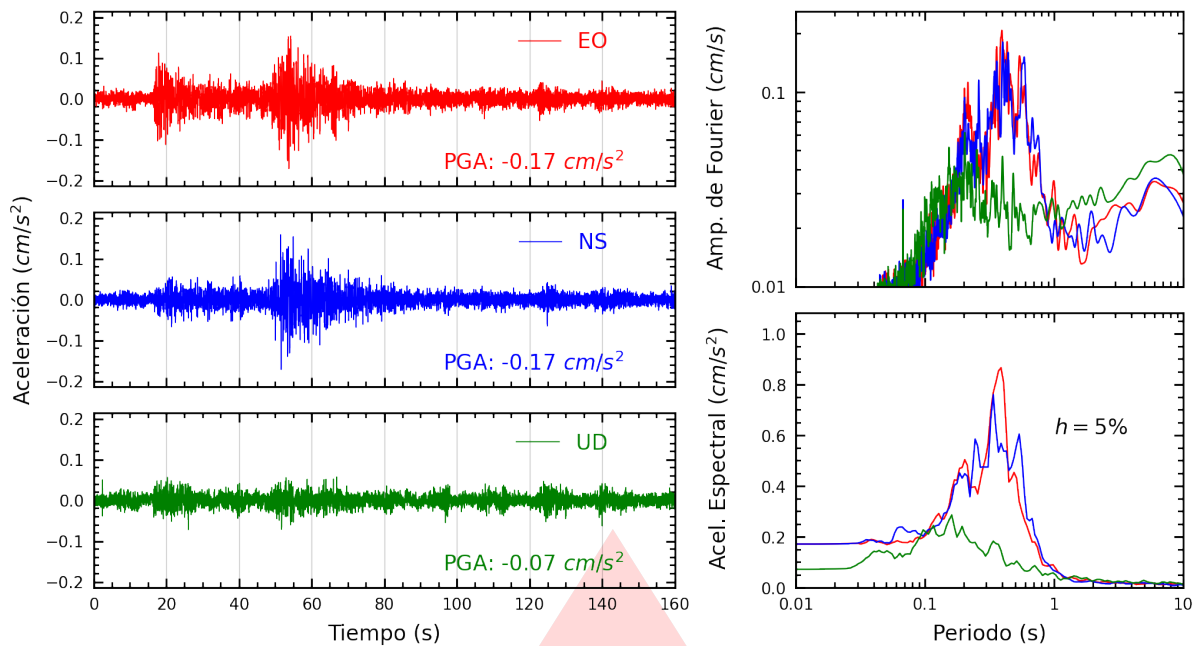 Aceleración (cm/s²)
0.2
0.1
0.0
−0.1
−0.2
EO
PGA: -0.17 cm/s²
0.2
0.1
0.0
−0.1
−0.2
NS
PGA: -0.17 cm/s²
0.2
0.1
0.0
−0.1
−0.2
UD
PGA: -0.07 cm/s²
0 20 40 60 80 100 120 140 160
Tiempo (s)
Amp. de Fourier (cm/s)
0.1
0.01
Acel. Espectral (cm/s²)
1.0
0.8
0.6
0.4
0.2
0.0
h = 5%
0.01 0.1 1 10
Periodo (s)